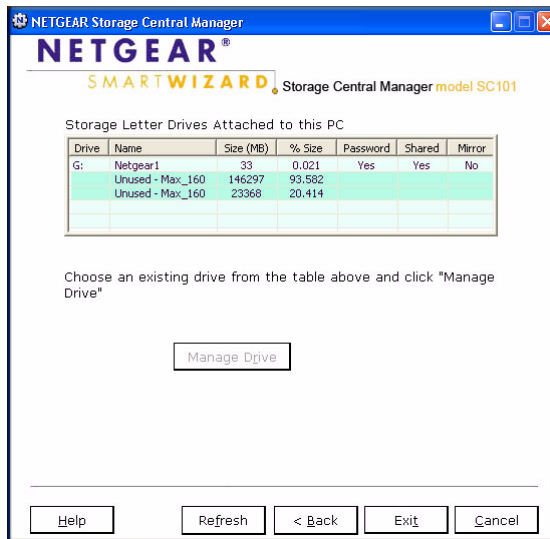 NETGEAR Storage Central Manager
NETGEAR®
SMARTWIZARD Storage Central Manager model SC101
Storage Letter Drives Attached to this PC
Drive Name Size (MB) % Size Password Shared Mirror
G: Netgear1 33 0.021 Yes Yes No
Unused - Max_160 146297 93.582
Unused - Max_160 23368 20.414
Choose an existing drive from the table above and click "Manage
Drive"
Manage Drive
Help Refresh < Back Exit Cancel